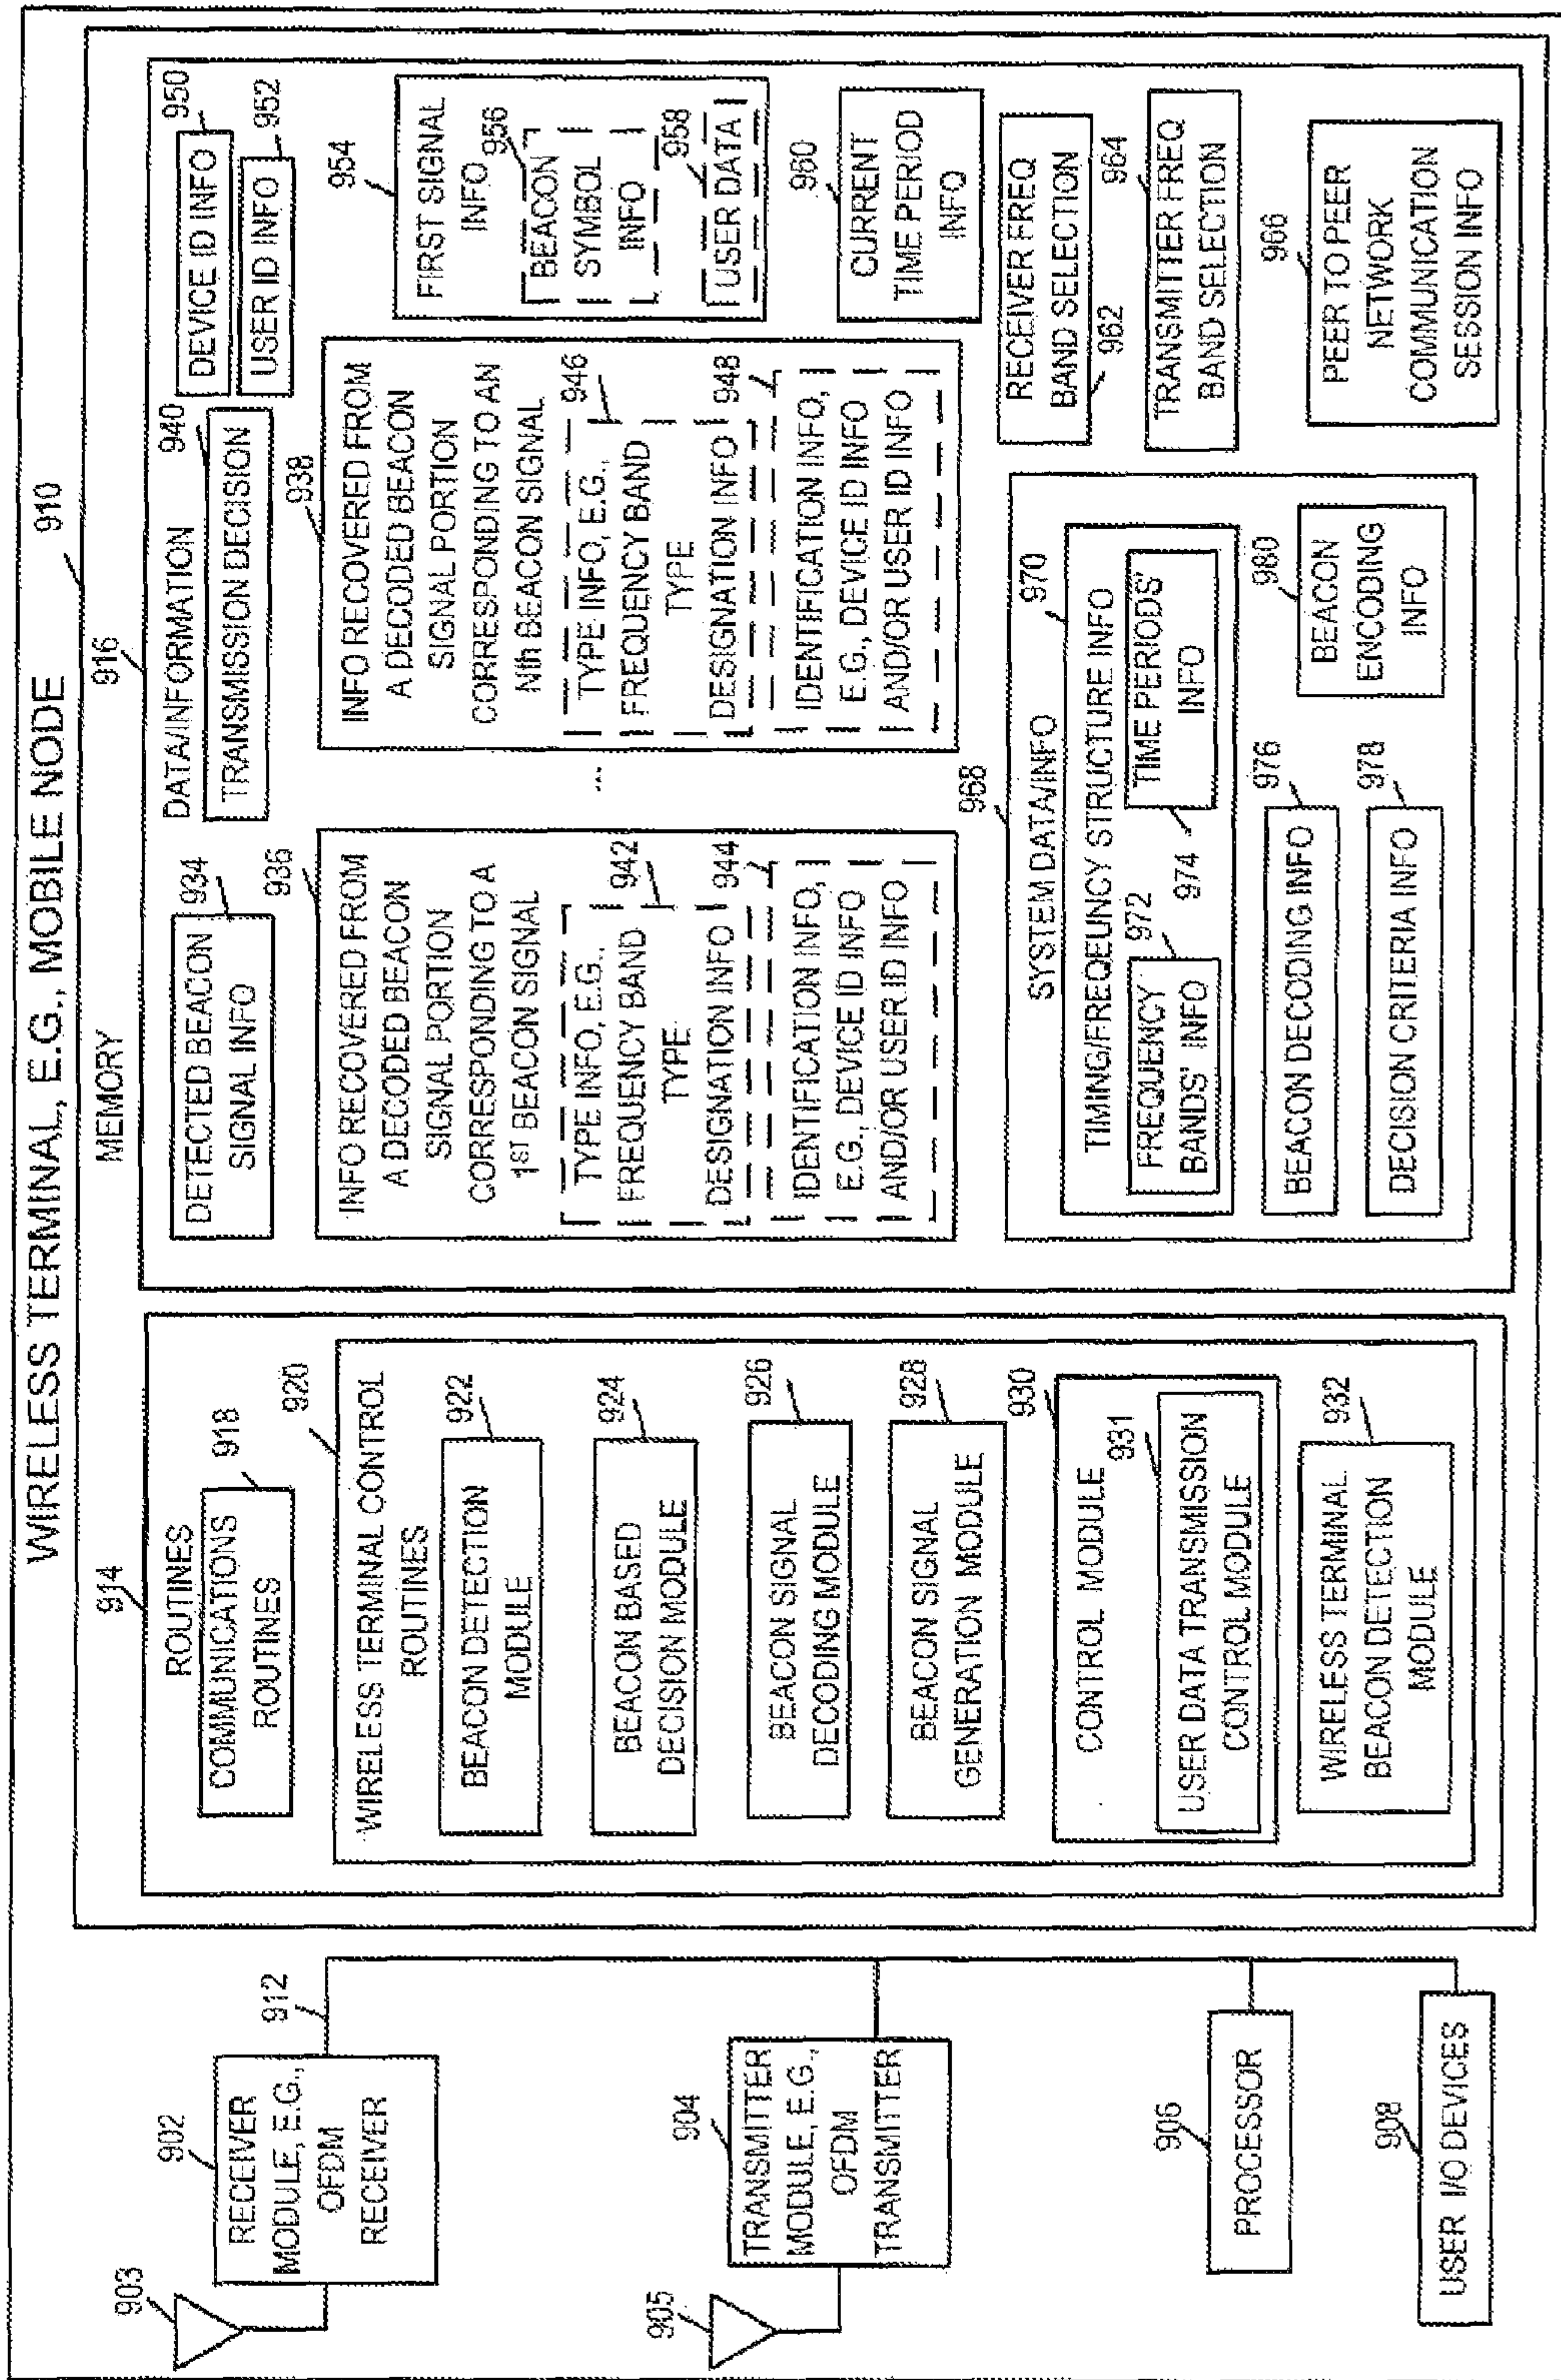 WIRELESS TERMINAL, E.G., MOBILE NODE
903
902
RECEIVER
MODULE, E.G.,
OFDM
RECEIVER
912
905
904
TRANSMITTER
MODULE, E.G.,
OFDM
TRANSMITTER
906
PROCESSOR
908
USER I/O DEVICES
MEMORY
910
914
ROUTINES
918
COMMUNICATIONS
ROUTINES
920
WIRELESS TERMINAL CONTROL
ROUTINES
922
BEACON DETECTION
MODULE
924
BEACON BASED
DECISION MODULE
926
BEACON SIGNAL
DECODING MODULE
928
BEACON SIGNAL
GENERATION MODULE
930
CONTROL MODULE
931
USER DATA TRANSMISSION
CONTROL MODULE
932
WIRELESS TERMINAL
BEACON DETECTION
MODULE
916
DATA/INFORMATION
934
DETECTED BEACON
SIGNAL INFO
940
TRANSMISSION DECISION
950
DEVICE ID INFO
952
USER ID INFO
936
INFO RECOVERED FROM
A DECODED BEACON
SIGNAL PORTION
CORRESPONDING TO A
1ST BEACON SIGNAL
942
TYPE INFO, E.G.,
FREQUENCY BAND
TYPE
DESIGNATION INFO
944
IDENTIFICATION INFO,
E.G., DEVICE ID INFO
AND/OR USER ID INFO
...
938
INFO RECOVERED FROM
A DECODED BEACON
SIGNAL PORTION
CORRESPONDING TO AN
Nth BEACON SIGNAL
946
TYPE INFO, E.G.,
FREQUENCY BAND
TYPE
DESIGNATION INFO
948
IDENTIFICATION INFO,
E.G., DEVICE ID INFO
AND/OR USER ID INFO
954
FIRST SIGNAL
INFO
956
BEACON
SYMBOL
INFO
958
USER DATA
960
CURRENT
TIME PERIOD
INFO
RECEIVER FREQ
BAND SELECTION
962
964
TRANSMITTER FREQ
BAND SELECTION
966
PEER TO PEER
NETWORK
COMMUNICATION
SESSION INFO
968
SYSTEM DATA/INFO
970
TIMING/FREQEUNCY STRUCTURE INFO
972
FREQUENCY
BANDS' INFO
974
TIME PERIODS'
INFO
976
BEACON DECODING INFO
978
DECISION CRITERIA INFO
980
BEACON
ENCODING
INFO